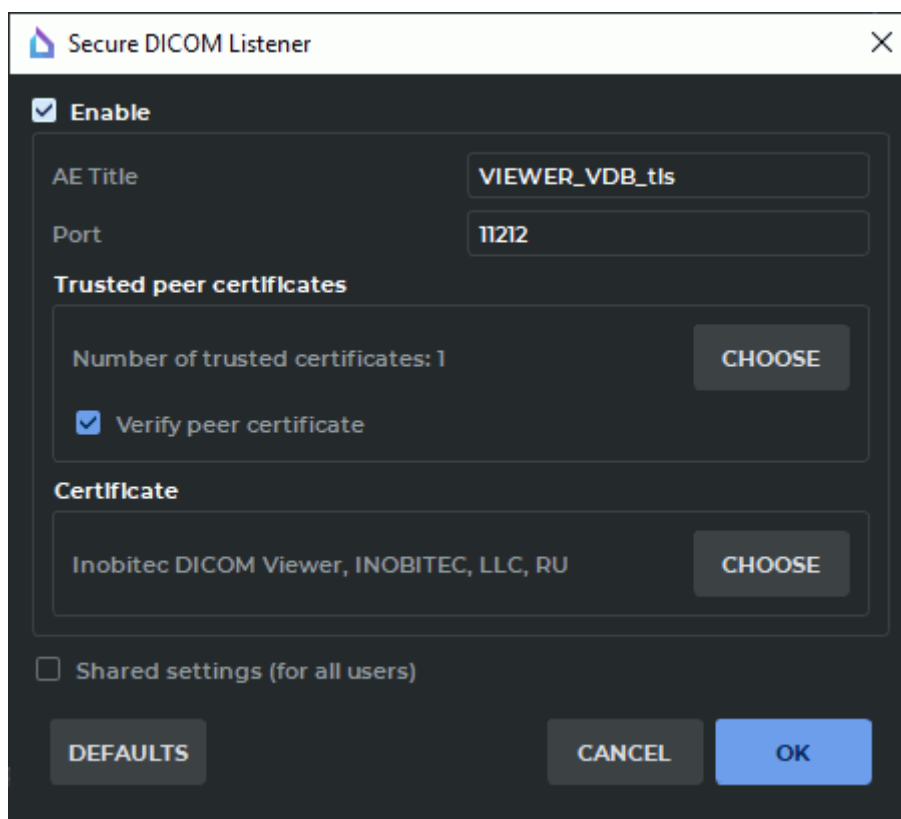 Secure DICOM Listener
Enable
AE Title VIEWER_VDB_tls
Port 11212
Trusted peer certificates
Number of trusted certificates: 1 CHOOSE
Verify peer certificate
Certificate
Inobitec DICOM Viewer, INOBITEC, LLC, RU CHOOSE
Shared settings (for all users)
DEFAULTS CANCEL OK